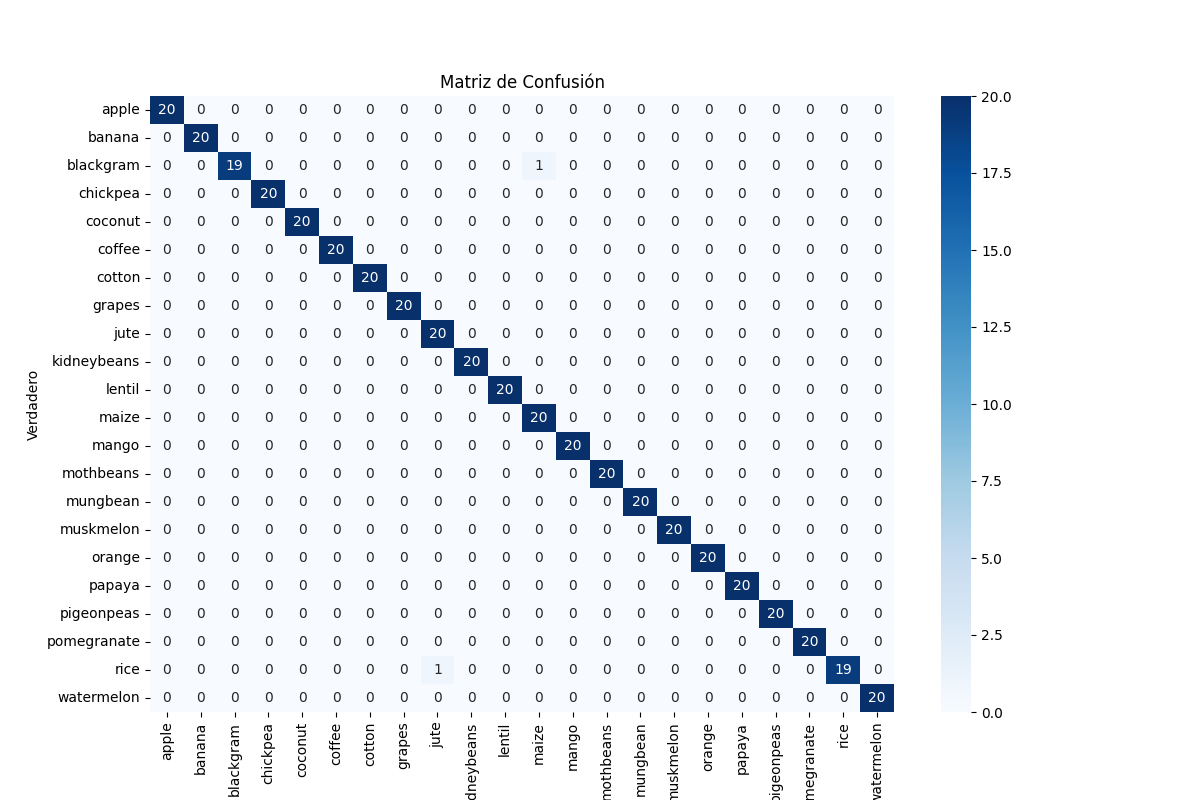 Matriz de Confusión
apple 20 0 0 0 0 0 0 0 0 0 0 0 0 0 0 0 0 0 0 0 0 0 20.0
banana 0 20 0 0 0 0 0 0 0 0 0 0 0 0 0 0 0 0 0 0 0 0
blackgram 0 0 19 0 0 0 0 0 0 0 0 1 0 0 0 0 0 0 0 0 0 0 17.5
chickpea 0 0 0 20 0 0 0 0 0 0 0 0 0 0 0 0 0 0 0 0 0 0
coconut 0 0 0 0 20 0 0 0 0 0 0 0 0 0 0 0 0 0 0 0 0 0
coffee 0 0 0 0 0 20 0 0 0 0 0 0 0 0 0 0 0 0 0 0 0 0 15.0
cotton 0 0 0 0 0 0 20 0 0 0 0 0 0 0 0 0 0 0 0 0 0 0
grapes 0 0 0 0 0 0 0 20 0 0 0 0 0 0 0 0 0 0 0 0 0 0
jute 0 0 0 0 0 0 0 0 20 0 0 0 0 0 0 0 0 0 0 0 0 0 12.5
kidneybeans 0 0 0 0 0 0 0 0 0 20 0 0 0 0 0 0 0 0 0 0 0 0
lentil 0 0 0 0 0 0 0 0 0 0 20 0 0 0 0 0 0 0 0 0 0 0
Verdadero
maize 0 0 0 0 0 0 0 0 0 0 0 20 0 0 0 0 0 0 0 0 0 0 10.0
mango 0 0 0 0 0 0 0 0 0 0 0 0 20 0 0 0 0 0 0 0 0 0
mothbeans 0 0 0 0 0 0 0 0 0 0 0 0 0 20 0 0 0 0 0 0 0 0 7.5
mungbean 0 0 0 0 0 0 0 0 0 0 0 0 0 0 20 0 0 0 0 0 0 0
muskmelon 0 0 0 0 0 0 0 0 0 0 0 0 0 0 0 20 0 0 0 0 0 0
orange 0 0 0 0 0 0 0 0 0 0 0 0 0 0 0 0 20 0 0 0 0 0 5.0
papaya 0 0 0 0 0 0 0 0 0 0 0 0 0 0 0 0 0 20 0 0 0 0
pigeonpeas 0 0 0 0 0 0 0 0 0 0 0 0 0 0 0 0 0 0 20 0 0 0
pomegranate 0 0 0 0 0 0 0 0 0 0 0 0 0 0 0 0 0 0 0 20 0 0 2.5
rice 0 0 0 0 0 0 0 0 1 0 0 0 0 0 0 0 0 0 0 0 19 0
watermelon 0 0 0 0 0 0 0 0 0 0 0 0 0 0 0 0 0 0 0 0 0 20 0.0
apple banana blackgram chickpea coconut coffee cotton grapes jute dneybeans lentil maize mango mothbeans mungbean muskmelon orange papaya pigeonpeas megranate rice watermelon